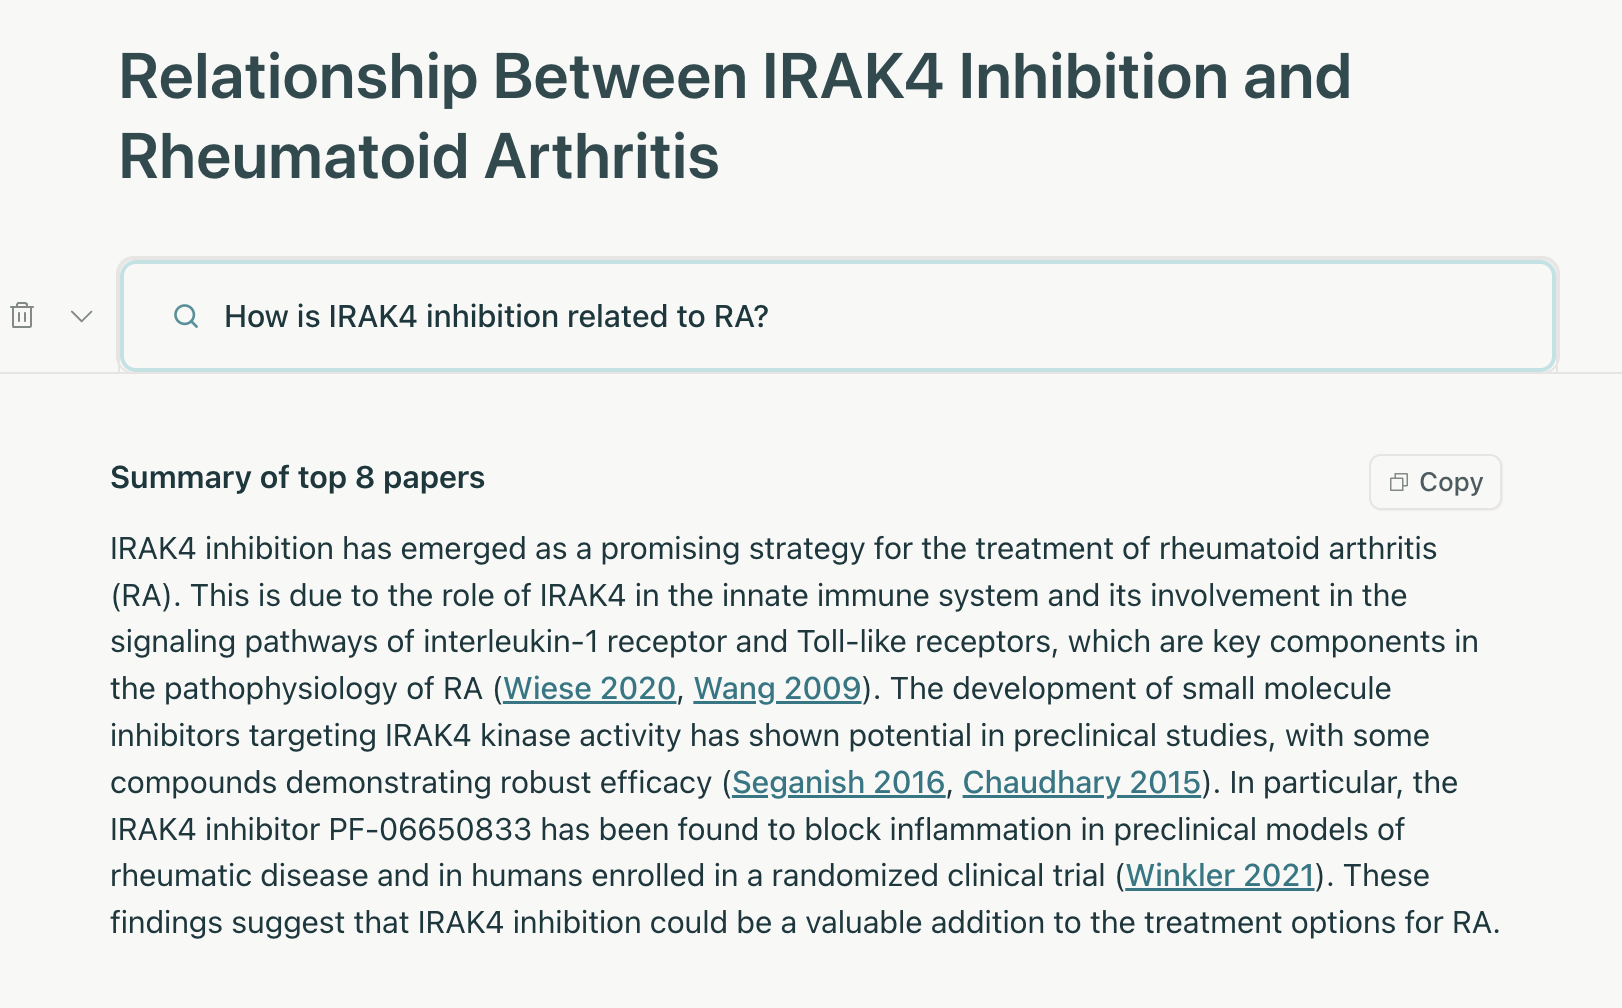 Relationship Between IRAK4 Inhibition and
Rheumatoid Arthritis
How is IRAK4 inhibition related to RA?
Summary of top 8 papers
Copy
IRAK4 inhibition has emerged as a promising strategy for the treatment of rheumatoid arthritis
(RA). This is due to the role of IRAK4 in the innate immune system and its involvement in the
signaling pathways of interleukin-1 receptor and Toll-like receptors, which are key components in
the pathophysiology of RA (Wiese 2020, Wang 2009). The development of small molecule
inhibitors targeting IRAK4 kinase activity has shown potential in preclinical studies, with some
compounds demonstrating robust efficacy (Seganish 2016, Chaudhary 2015). In particular, the
IRAK4 inhibitor PF-06650833 has been found to block inflammation in preclinical models of
rheumatic disease and in humans enrolled in a randomized clinical trial (Winkler 2021). These
findings suggest that IRAK4 inhibition could be a valuable addition to the treatment options for RA.